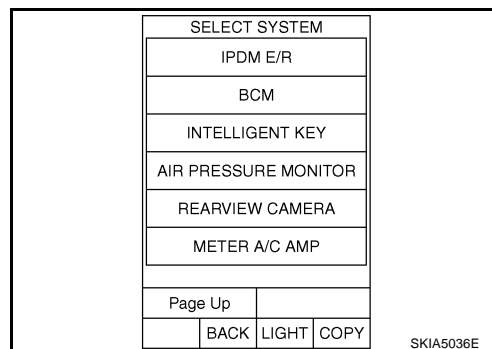 SELECT SYSTEM
IPDM E/R
BCM
INTELLIGENT KEY
AIR PRESSURE MONITOR
REARVIEW CAMERA
METER A/C AMP
Page Up
BACK LIGHT COPY
SKIA5036E